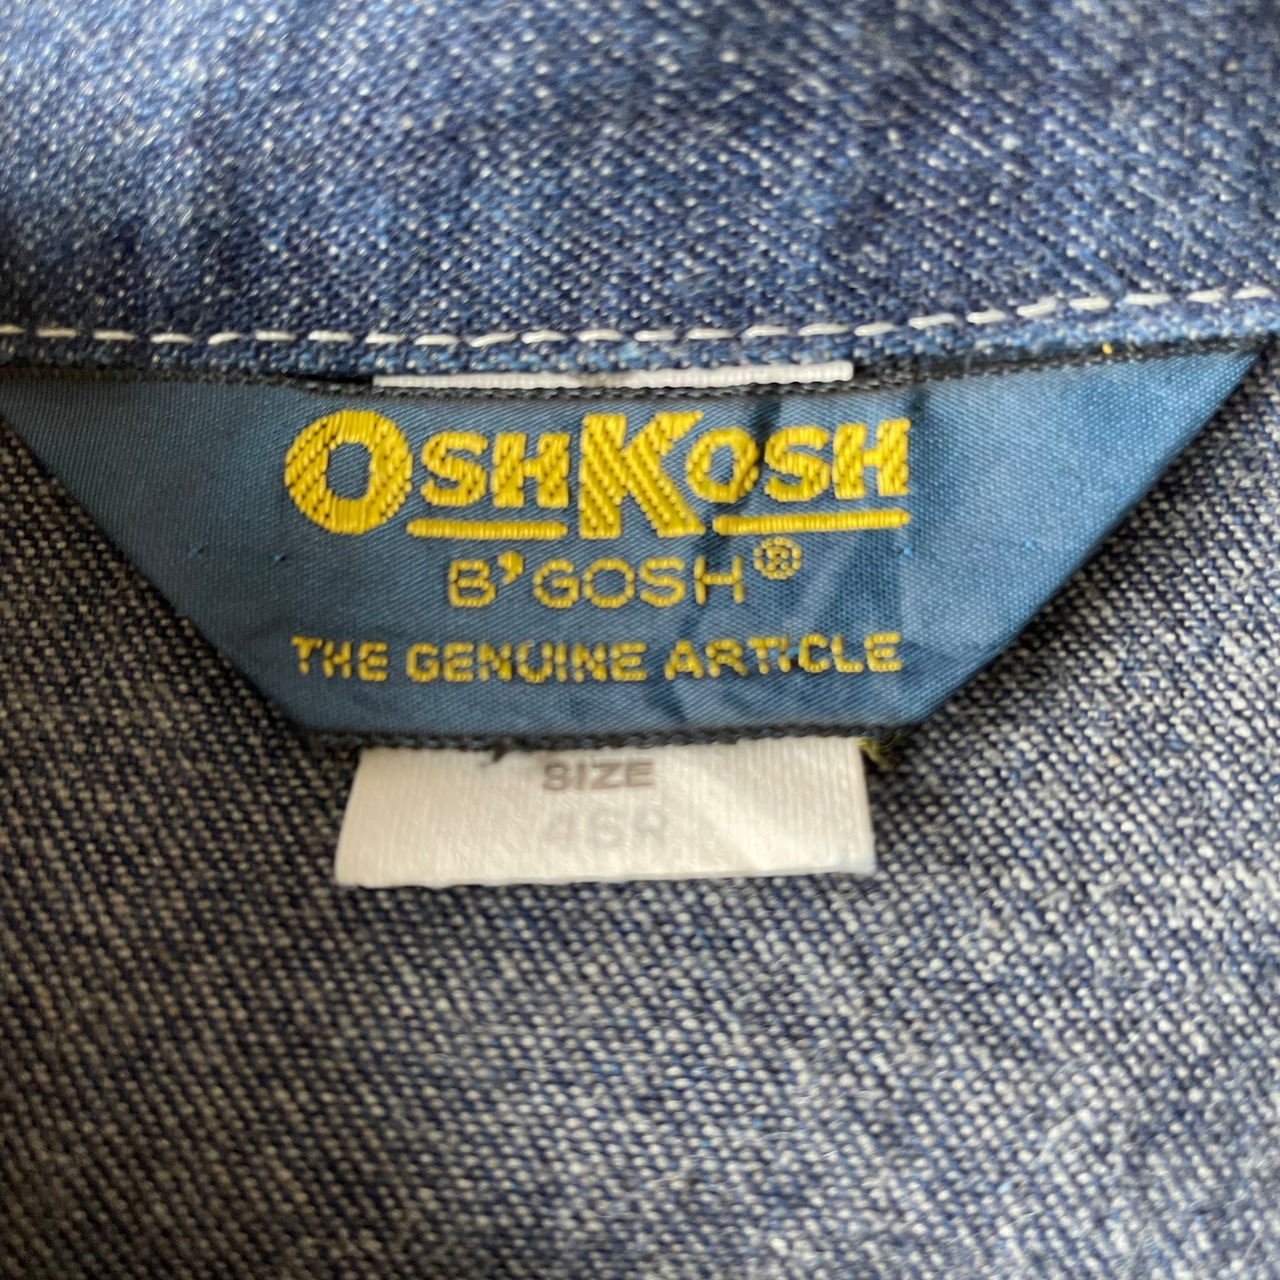 OSHKOSH
B'GOSH®
THE GENUINE ARTICLE
SIZE
46R